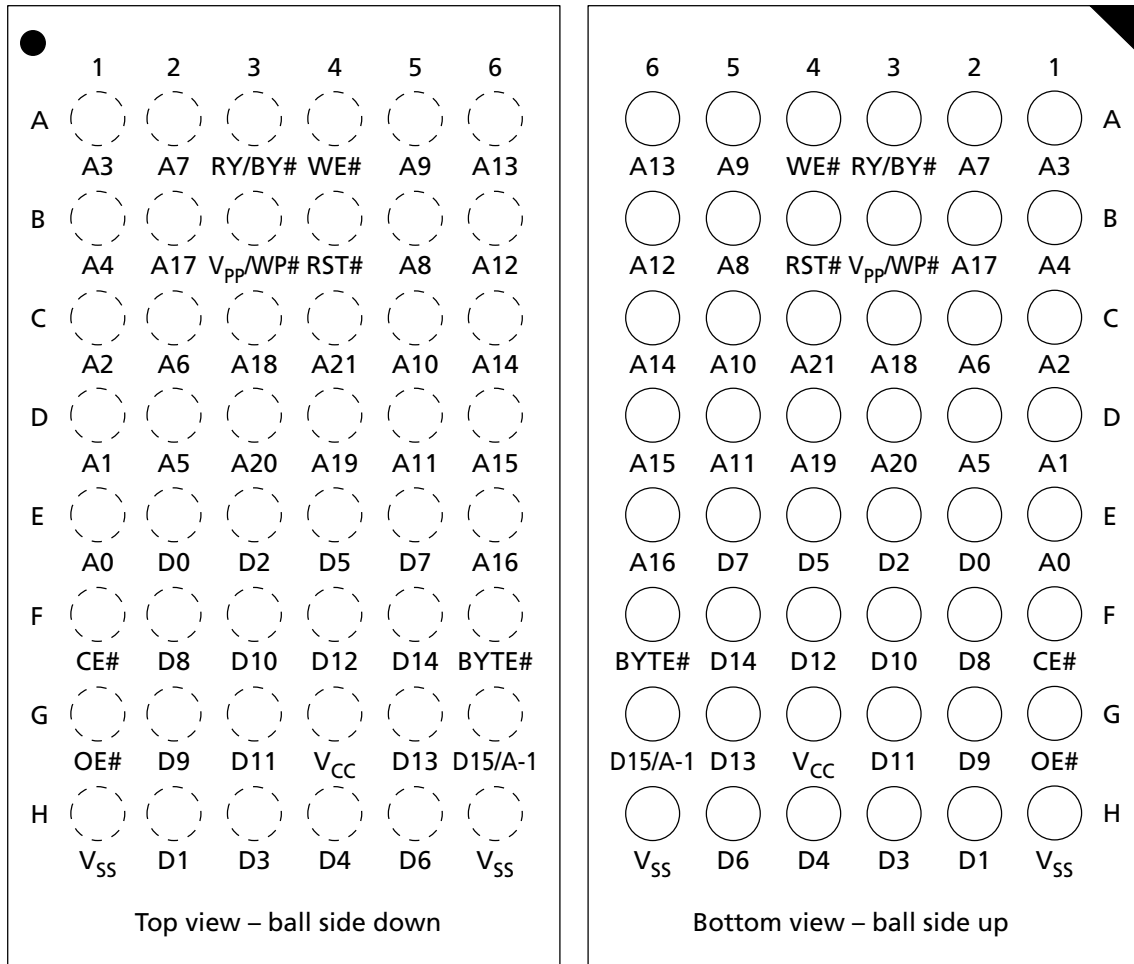 1 2 3 4 5 6
A
A3 A7 RY/BY# WE# A9 A13
B
A4 A17 VPP/WP# RST# A8 A12
C
A2 A6 A18 A21 A10 A14
D
A1 A5 A20 A19 A11 A15
E
A0 D0 D2 D5 D7 A16
F
CE# D8 D10 D12 D14 BYTE#
G
OE# D9 D11 VCC D13 D15/A-1
H
VSS D1 D3 D4 D6 VSS
Top view – ball side down
6 5 4 3 2 1
A
A13 A9 WE# RY/BY# A7 A3
B
A12 A8 RST# VPP/WP# A17 A4
C
A14 A10 A21 A18 A6 A2
D
A15 A11 A19 A20 A5 A1
E
A16 D7 D5 D2 D0 A0
F
BYTE# D14 D12 D10 D8 CE#
G
D15/A-1 D13 VCC D11 D9 OE#
H
VSS D6 D4 D3 D1 VSS
Bottom view – ball side up